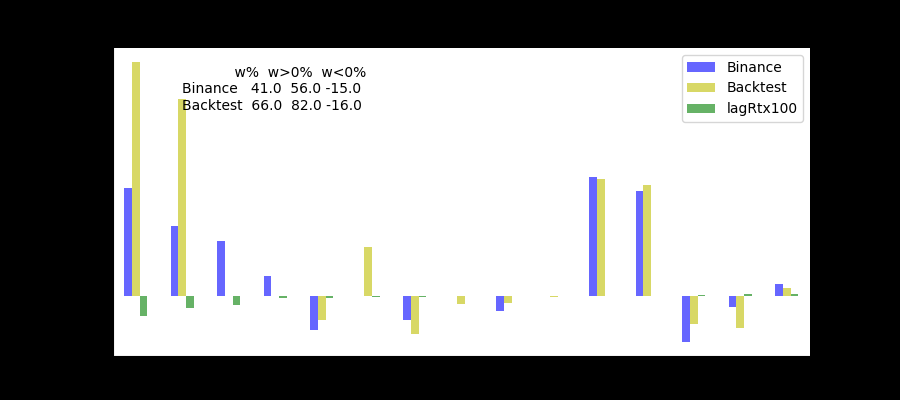 w% w>0% w<0%
Binance 41.0 56.0 -15.0
Backtest 66.0 82.0 -16.0
Binance
Backtest
lagRtx100